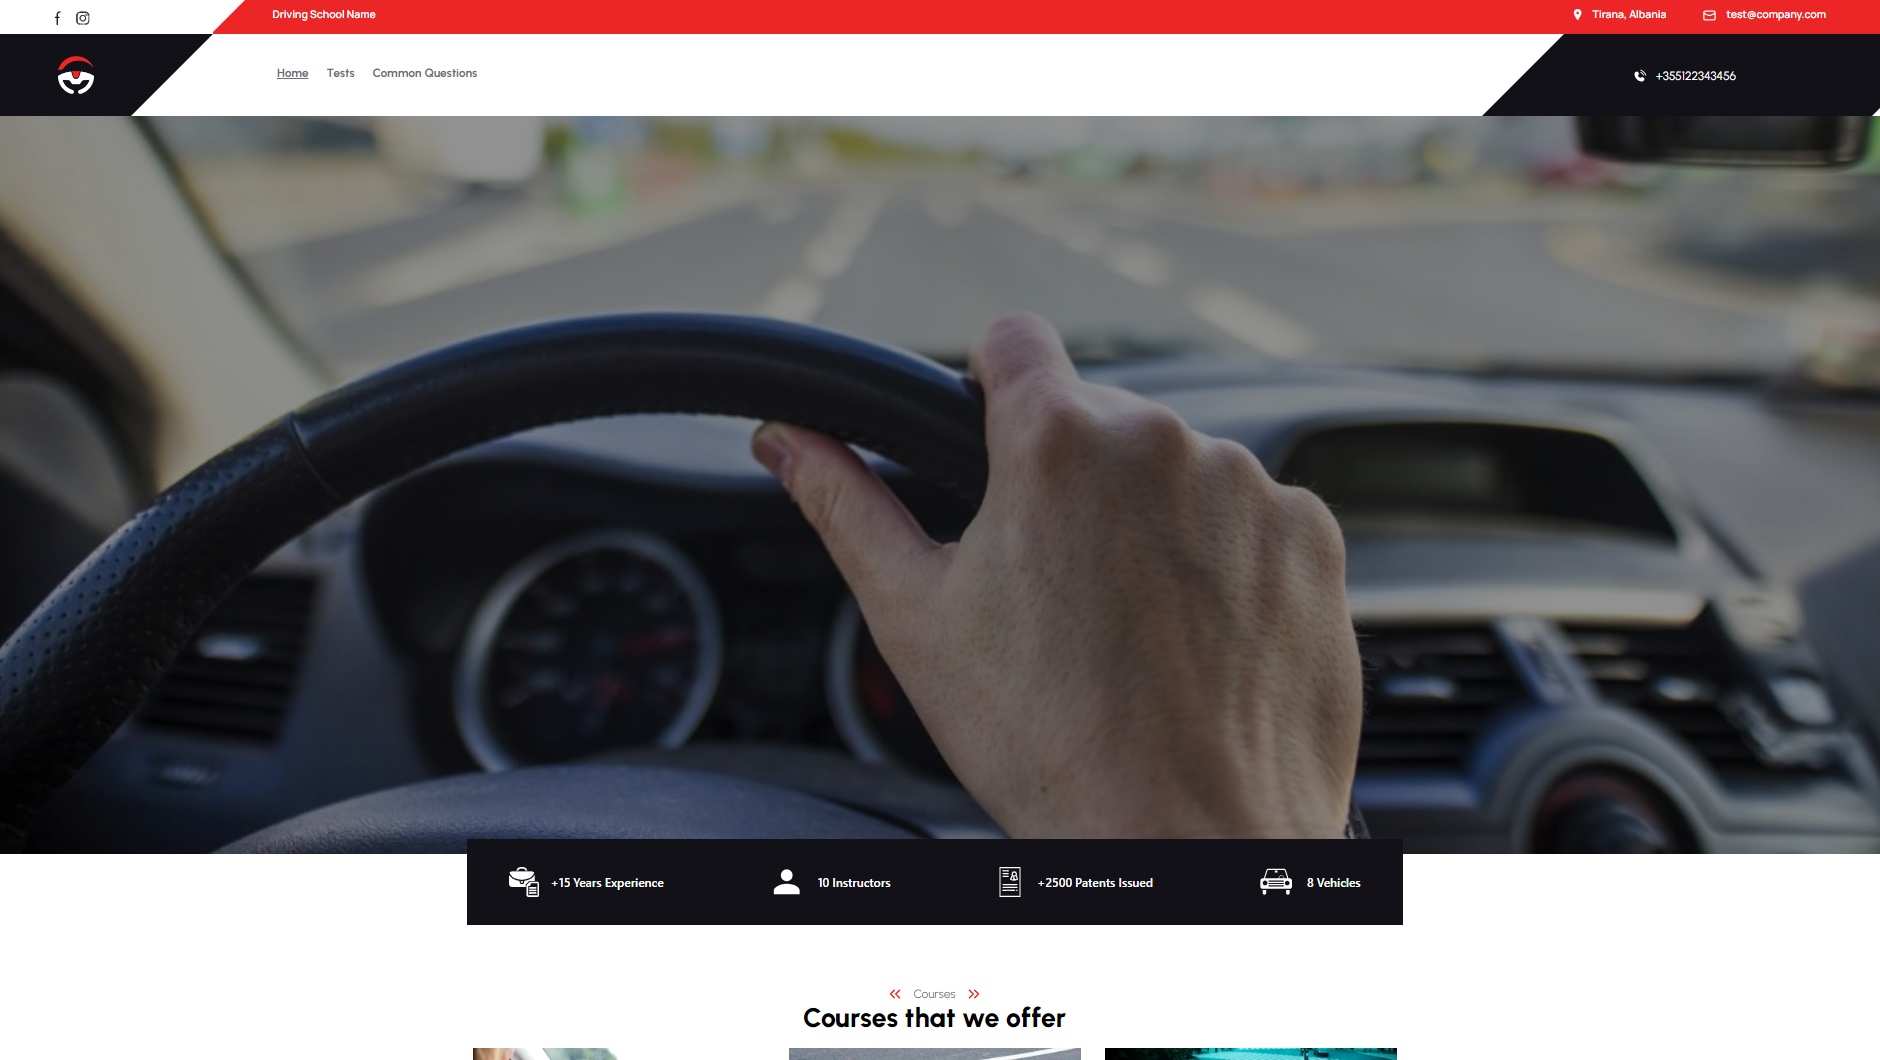 Driving School Name
Tirana, Albania
test@company.com
Home
Tests
Common Questions
+355122343456
+15 Years Experience
10 Instructors
+2500 Patents Issued
8 Vehicles
Courses
Courses that we offer